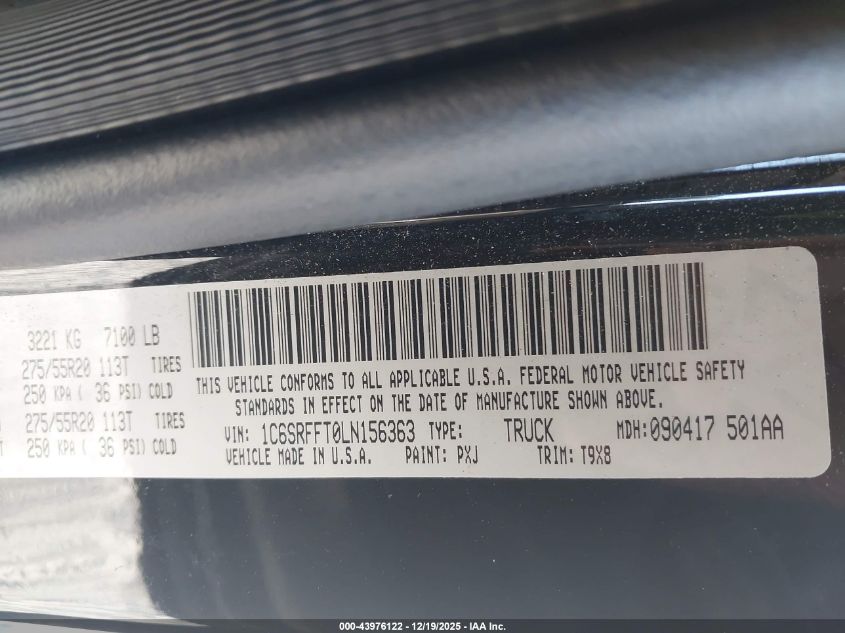 3221 KG 7100 LB
275/55R20 113T TIRES
250 KPA ( 36 PSI) COLD
275/55R20 113T TIRES
250 KPA ( 36 PSI) COLD
THIS VEHICLE CONFORMS TO ALL APPLICABLE U.S.A. FEDERAL MOTOR VEHICLE SAFETY
STANDARDS IN EFFECT ON THE DATE OF MANUFACTURE SHOWN ABOVE.
VIN: 1C6SRFFT0LN156363 TYPE: TRUCK MDH:090417 501AA
VEHICLE MADE IN U.S.A. PAINT: PXJ TRIM: T9X8
000-43976122 - 12/19/2025 - IAA Inc.